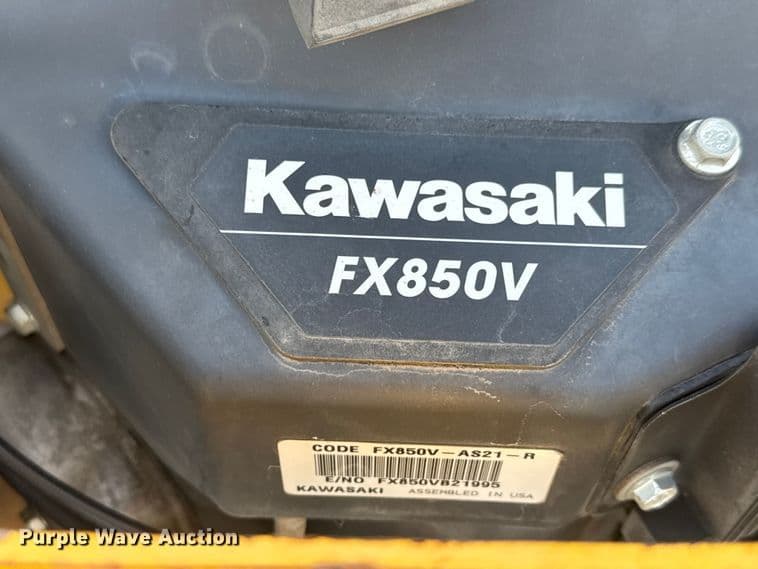 Kawasaki
FX850V
CODE FX850V-AS21-R
E/NO FX850VB21995
KAWASAKI ASSEMBLED IN USA
Purple Wave Auction